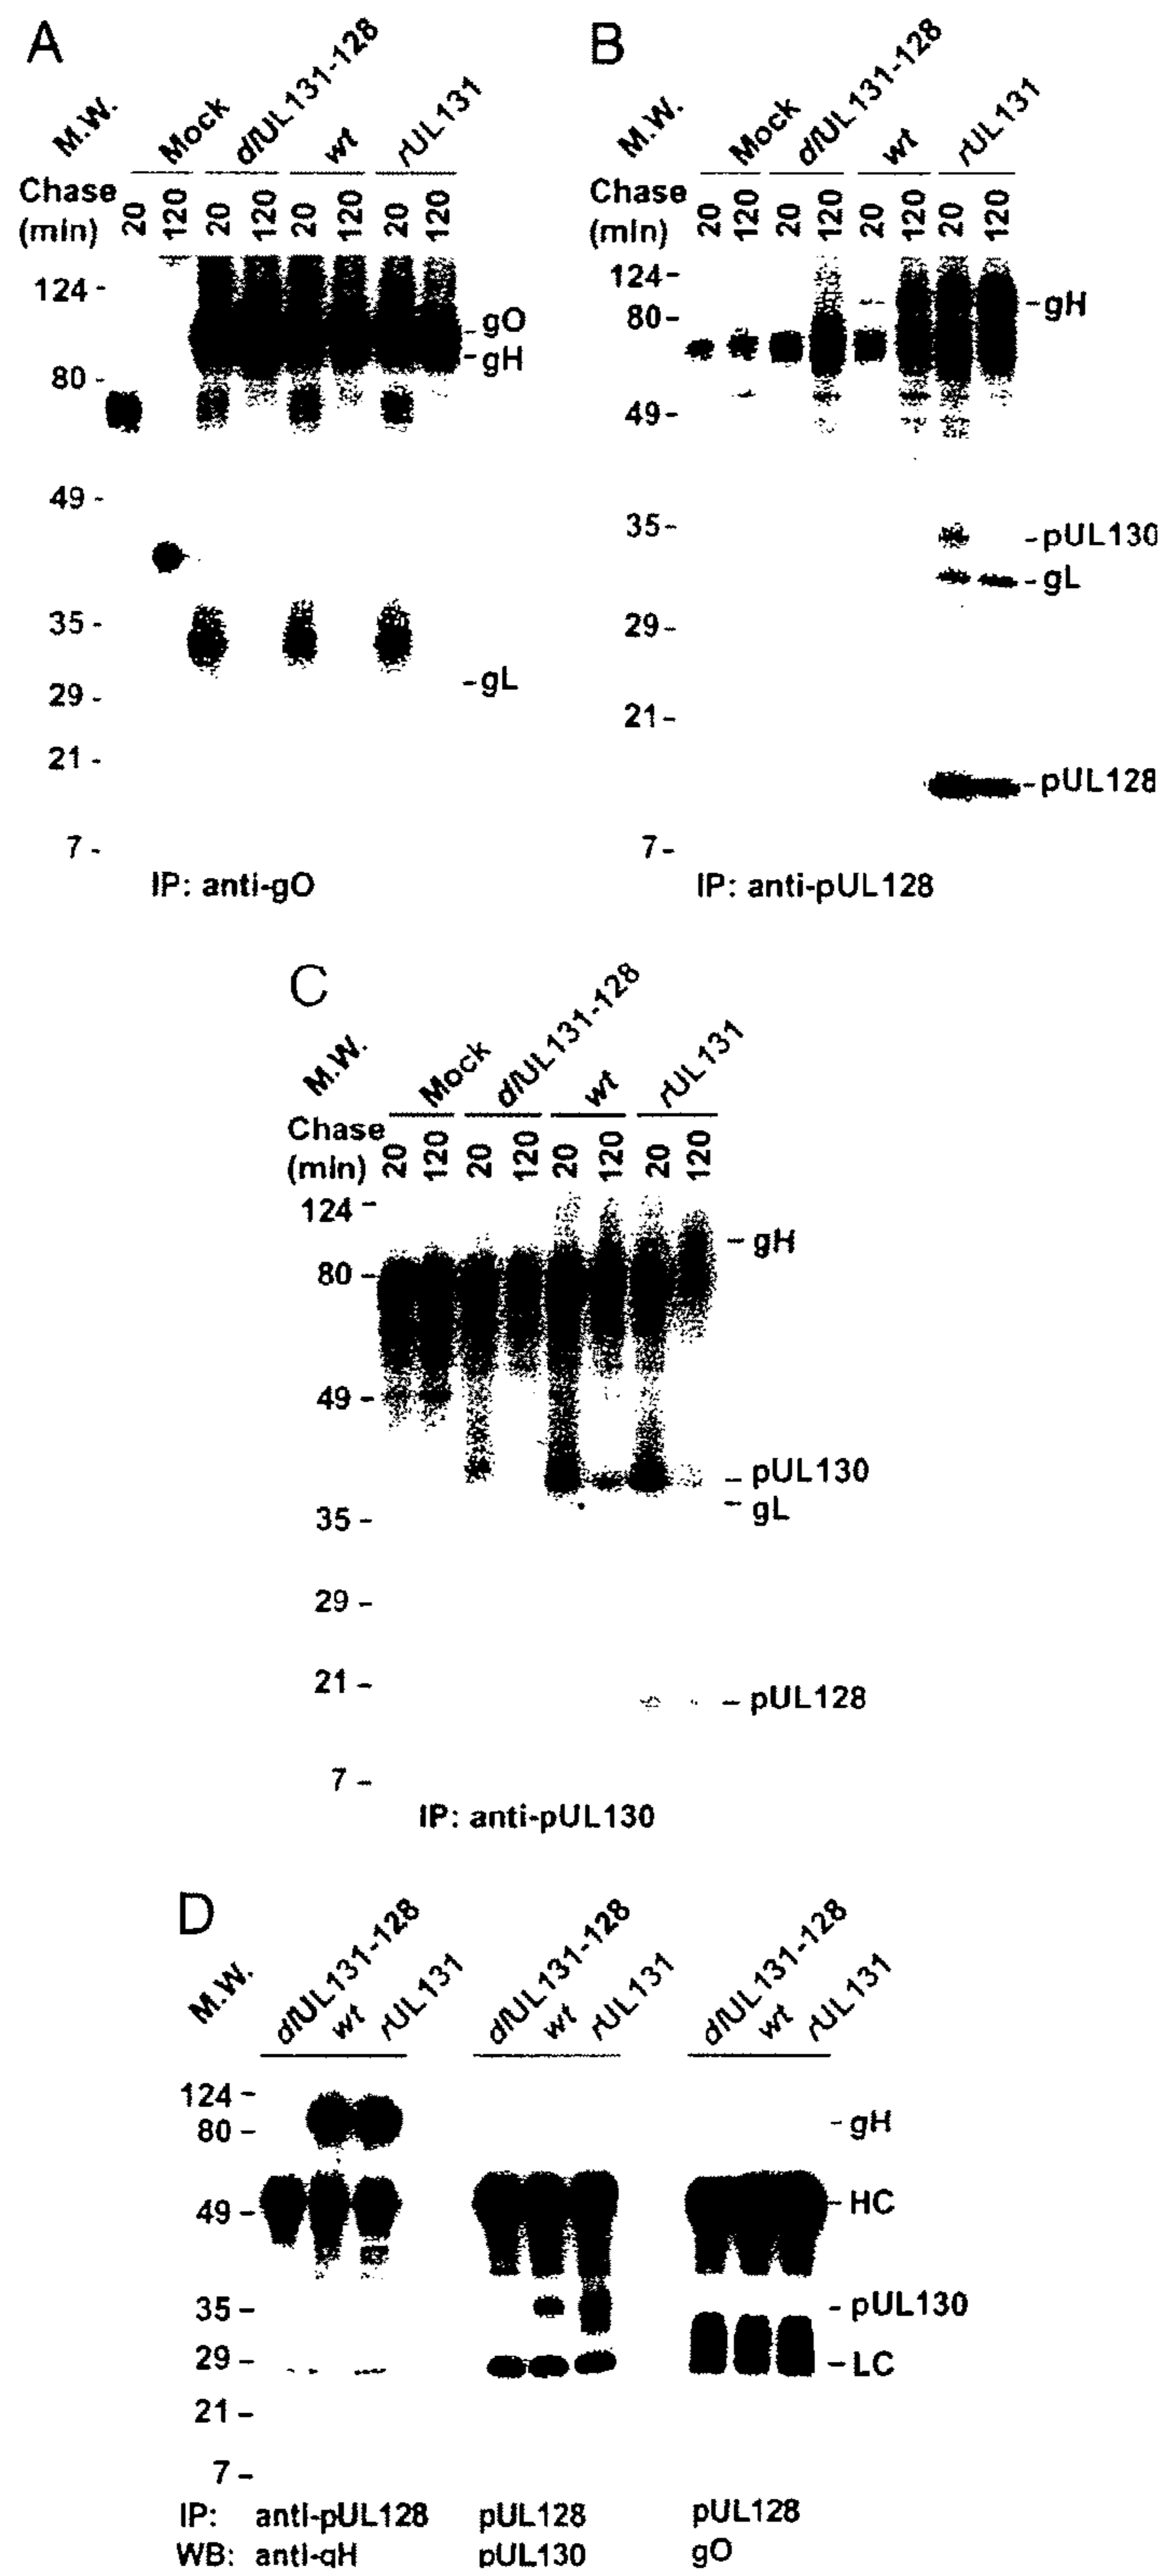 A
M.W.
Mock
dlUL131-128
wt
rUL131
Chase
(min)
20 120 20 120 20 120 20 120
124 -
80 -
49 -
35 -
29 -
21 -
7 -
- gO
- gH
- gL
IP: anti-gO
B
M.W.
Mock
dlUL131-128
wt
rUL131
Chase
(min)
20 120 20 120 20 120 20 120
124 -
80 -
49 -
35 -
29 -
21 -
7 -
- gH
- pUL130
- gL
- pUL128
IP: anti-pUL128
C
M.W.
Mock
dlUL131-128
wt
rUL131
Chase
(min)
20 120 20 120 20 120 20 120
124 -
80 -
49 -
35 -
29 -
21 -
7 -
- gH
- pUL130
- gL
- pUL128
IP: anti-pUL130
D
M.W.
dlUL131-128 wt rUL131
dlUL131-128 wt rUL131
dlUL131-128 wt rUL131
124 -
80 -
49 -
35 -
29 -
21 -
7 -
- gH
- HC
- pUL130
- LC
IP: anti-pUL128 pUL128 pUL128
WB: anti-gH pUL130 gO